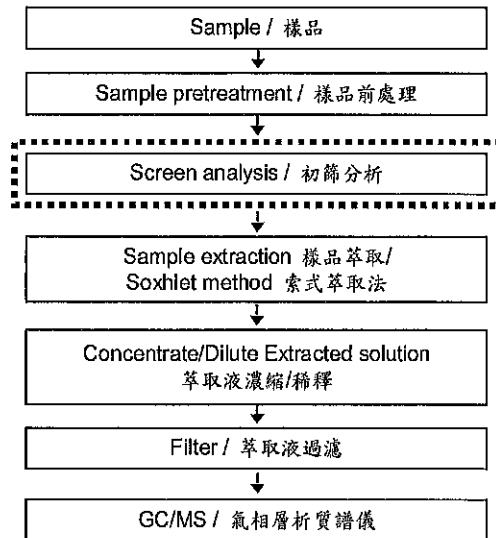 Sample / 樣品
Sample pretreatment / 樣品前處理
Screen analysis / 初篩分析
Sample extraction 樣品萃取/
Soxhlet method 索式萃取法
Concentrate/Dilute Extracted solution
萃取液濃縮/稀釋
Filter / 萃取液過濾
GC/MS / 氣相層析質譜儀